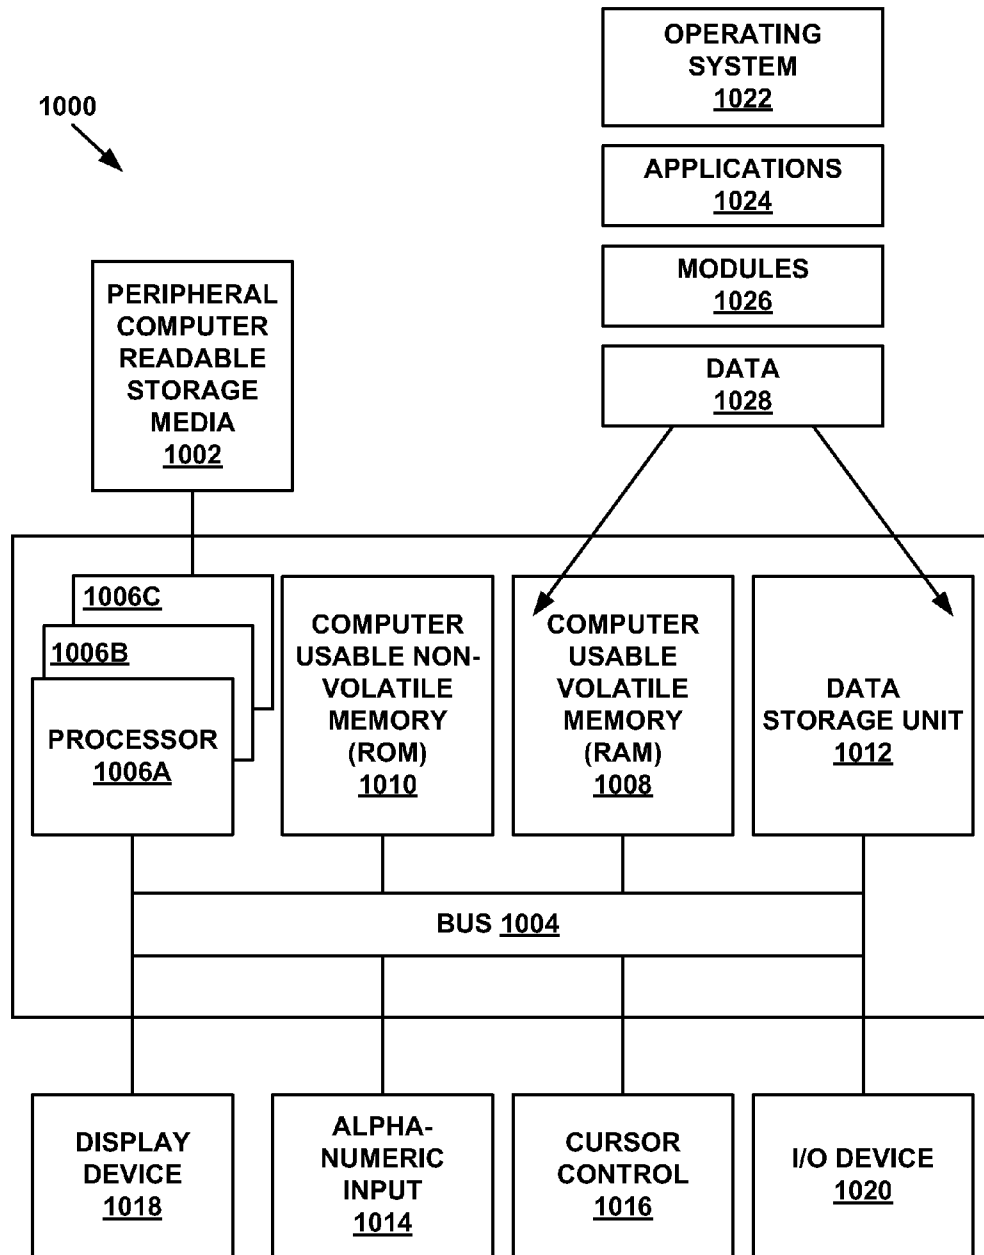 OPERATING
SYSTEM
1022
1000
APPLICATIONS
1024
MODULES
1026
PERIPHERAL
COMPUTER
READABLE
STORAGE
MEDIA
1002
DATA
1028
1006C
1006B
PROCESSOR
1006A
COMPUTER
USABLE NON-
VOLATILE
MEMORY
(ROM)
1010
COMPUTER
USABLE
VOLATILE
MEMORY
(RAM)
1008
DATA
STORAGE UNIT
1012
BUS 1004
DISPLAY
DEVICE
1018
ALPHA-
NUMERIC
INPUT
1014
CURSOR
CONTROL
1016
I/O DEVICE
1020